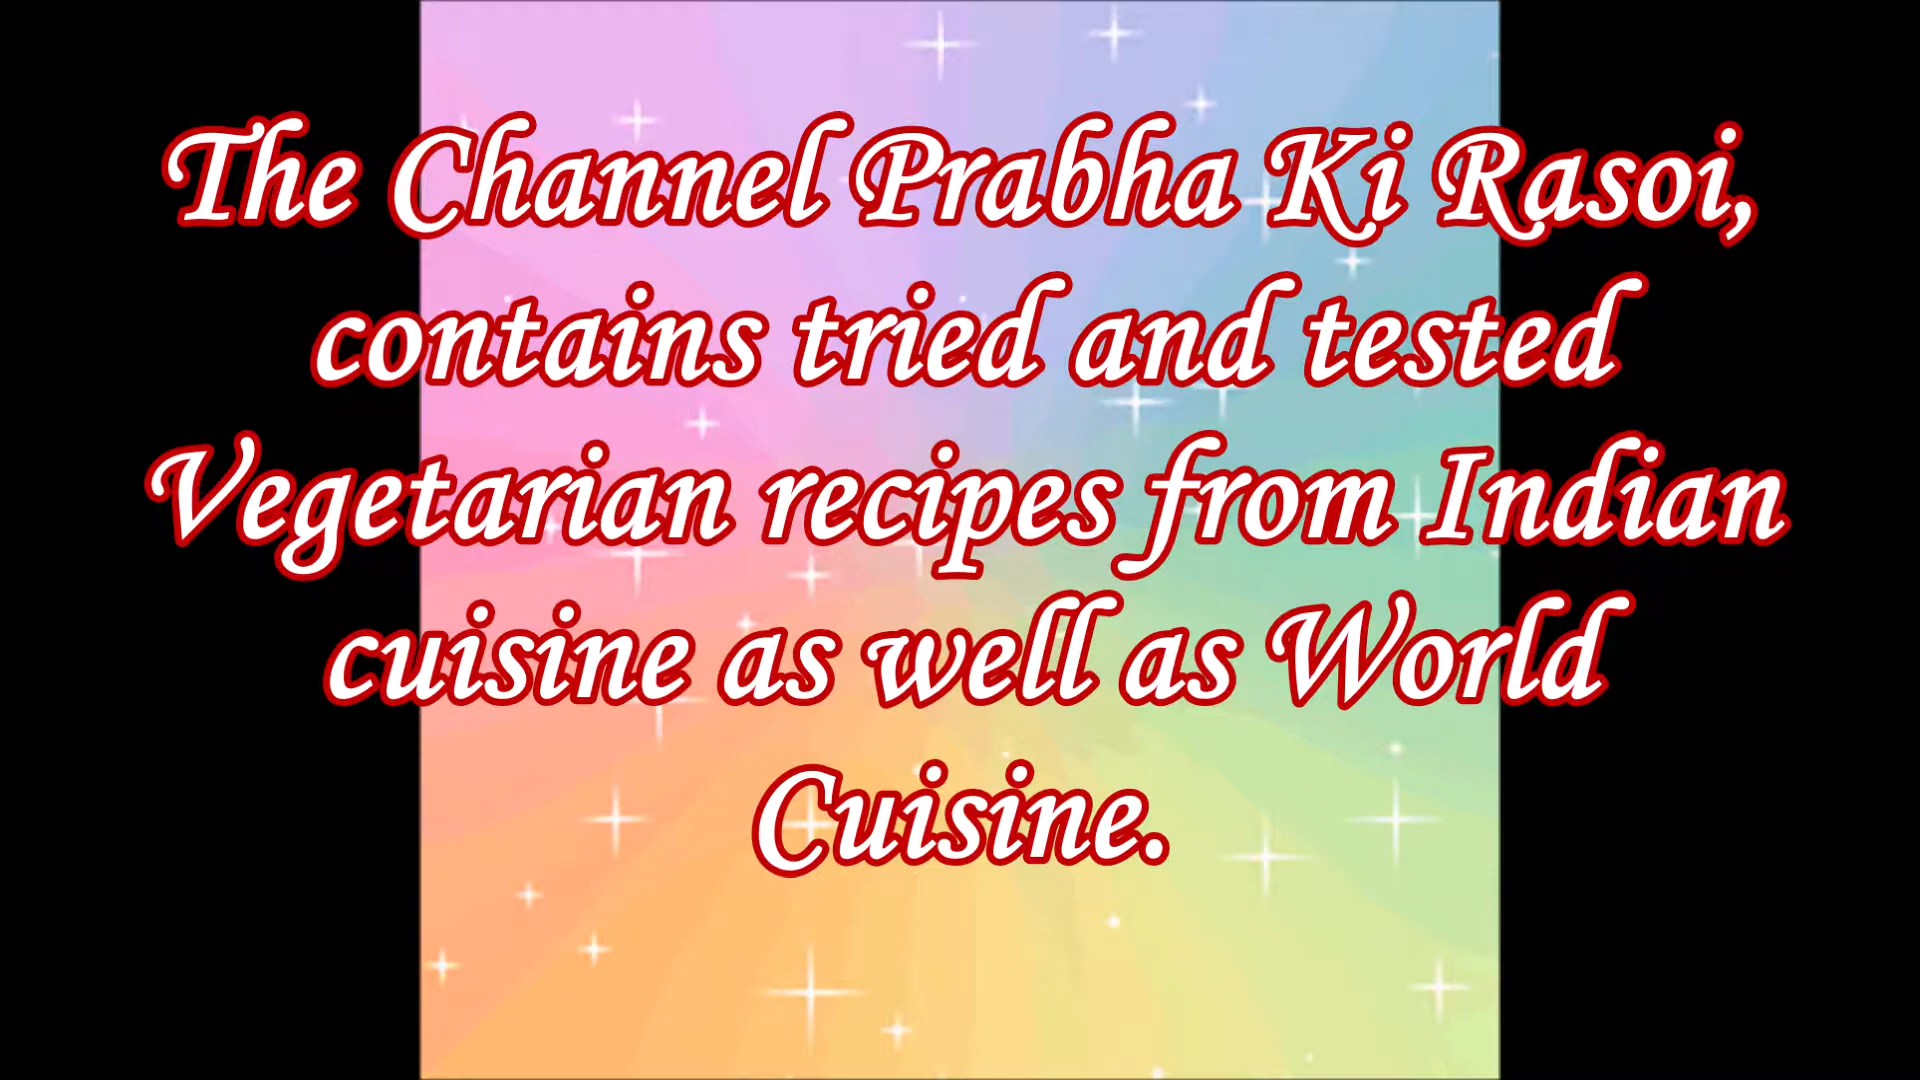 The Channel Prabha Ki Rasoi,
contains tried and tested
Vegetarian recipes from Indian
cuisine as well as World
Cuisine.